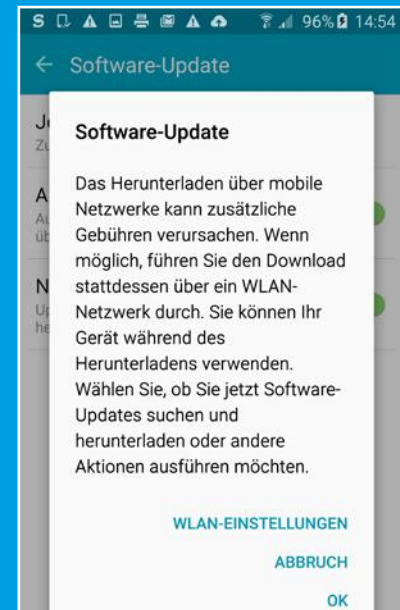 96% 14:54
Software-Update
Software-Update
Das Herunterladen über mobile
Netzwerke kann zusätzliche
Gebühren verursachen. Wenn
möglich, führen Sie den Download
stattdessen über ein WLAN-
Netzwerk durch. Sie können Ihr
Gerät während des
Herunterladens verwenden.
Wählen Sie, ob Sie jetzt Software-
Updates suchen und
herunterladen oder andere
Aktionen ausführen möchten.
WLAN-EINSTELLUNGEN
ABBRUCH
OK